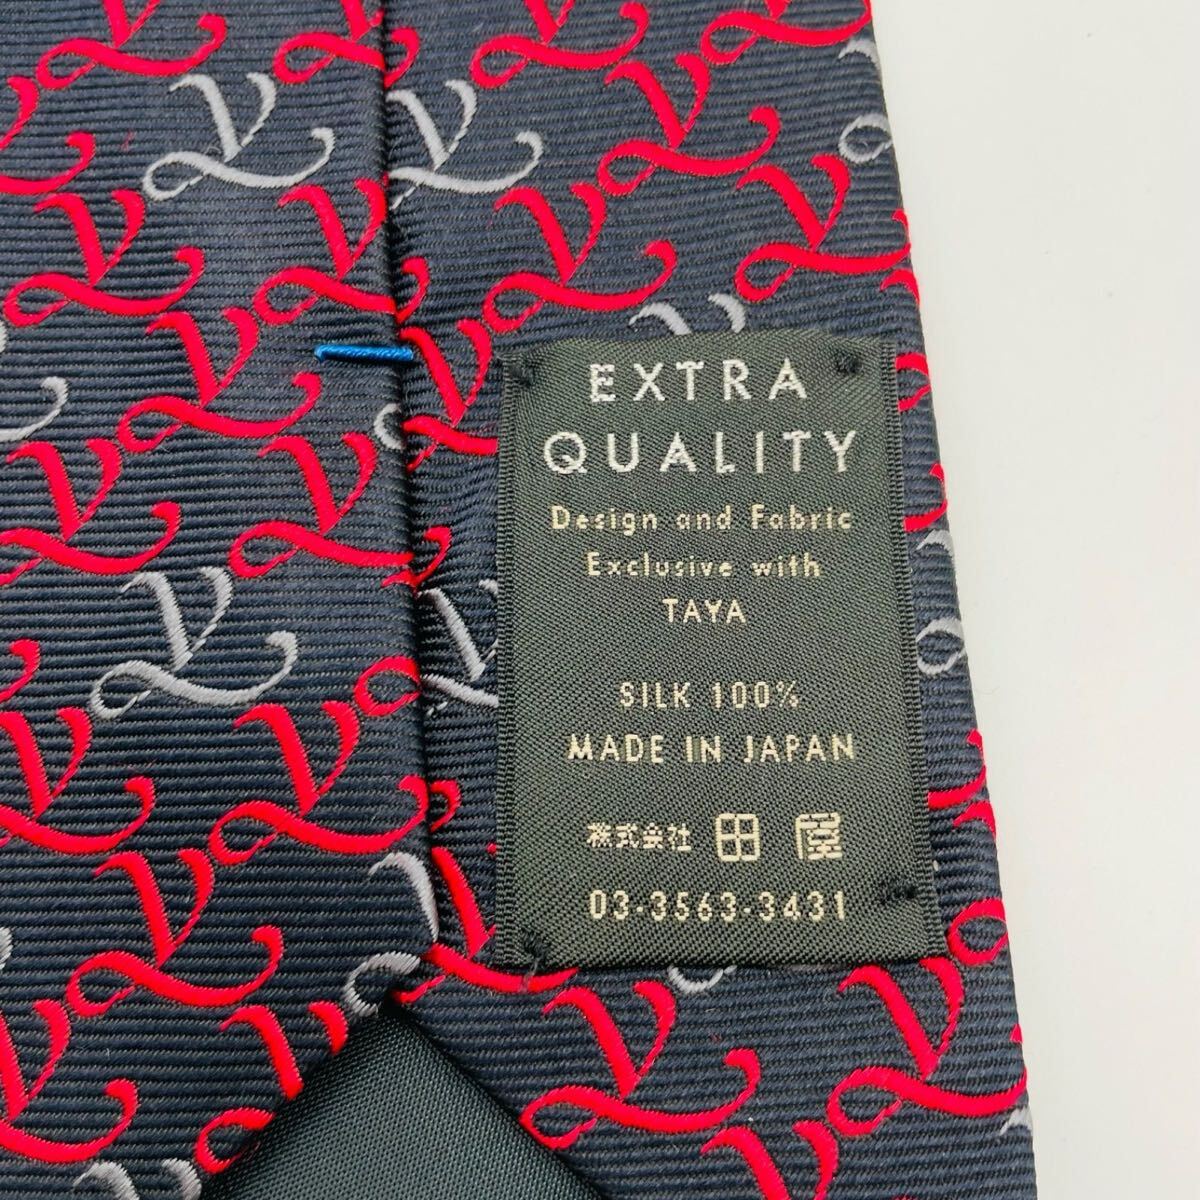 EXTRA
QUALITY
Design and Fabric
Exclusive with
TAYA
SILK 100%
MADE IN JAPAN
株式会社 田屋
03-3563-3431